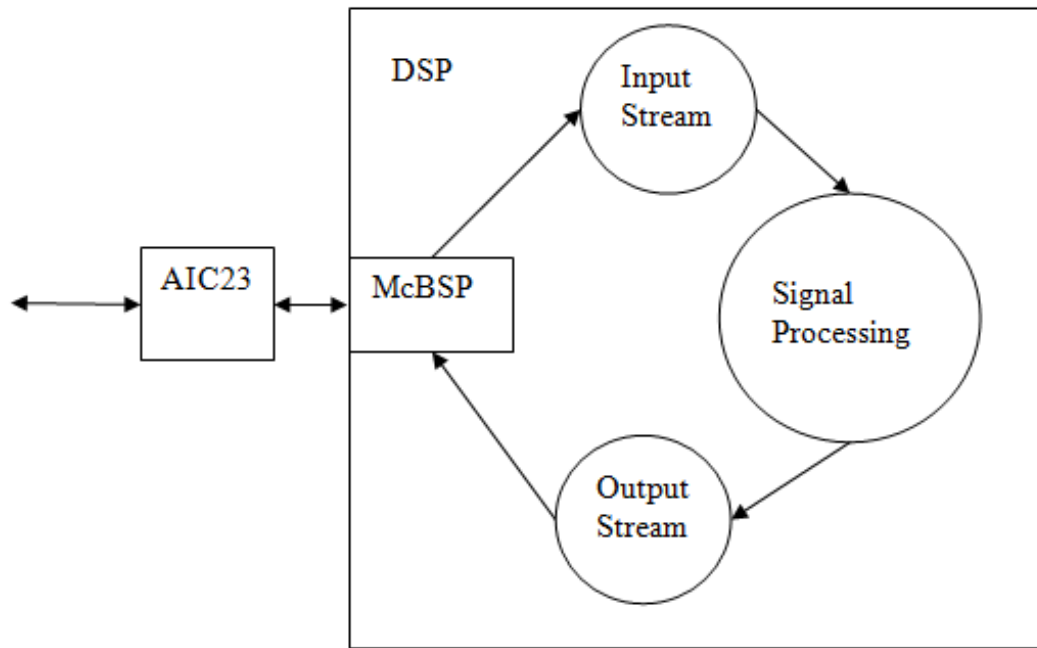 DSP
Input
Stream
AIC23
McBSP
Signal
Processing
Output
Stream